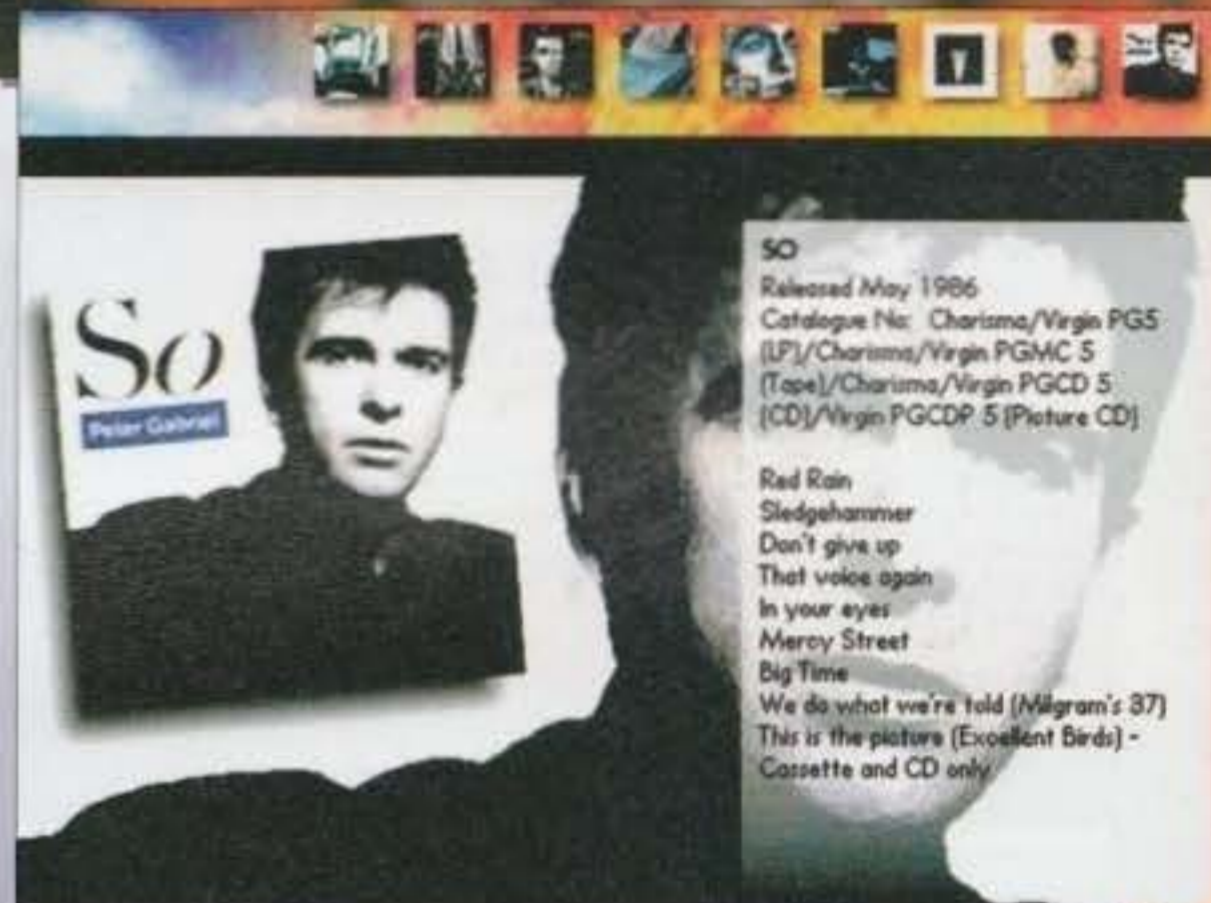 So
Peter Gabriel
SO
Released May 1986
Catalogue No: Charisma/Virgin PG5
(LP)/Charisma/Virgin PGMC 5
(Tape)/Charisma/Virgin PGCD 5
(CD)/Virgin PGCDP 5 (Picture CD)
Red Rain
Sledgehammer
Don't give up
That voice again
In your eyes
Mercy Street
Big Time
We do what we're told (Milgram's 37)
This is the picture (Excellent Birds) -
Cassette and CD only